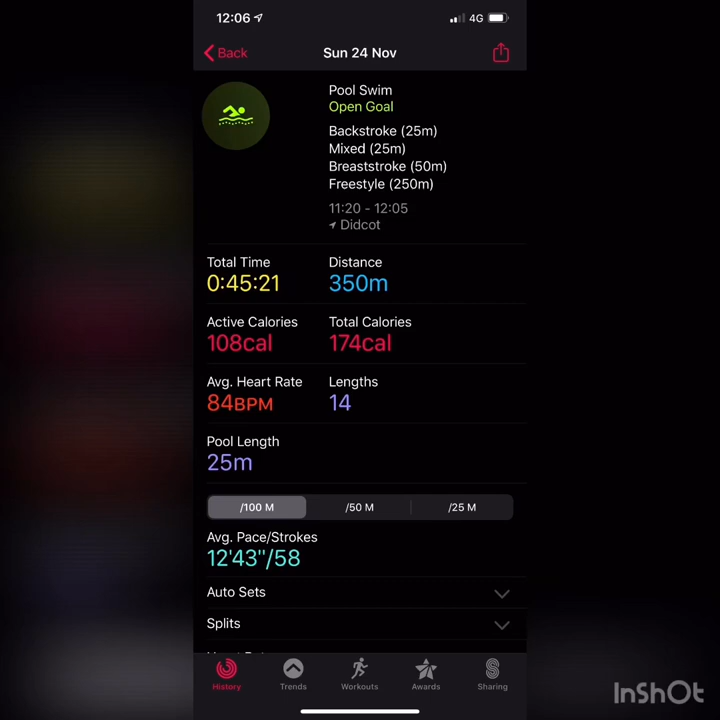 12:06
4G
Back
Sun 24 Nov
Pool Swim
Open Goal
Backstroke (25m)
Mixed (25m)
Breaststroke (50m)
Freestyle (250m)
11:20 - 12:05
Didcot
Total Time
Distance
0:45:21
350m
Active Calories
Total Calories
108cal
174cal
Avg. Heart Rate
Lengths
84BPM
14
Pool Length
25m
/100 M
/50 M
/25 M
Avg. Pace/Strokes
12'43"/58
Auto Sets
Splits
History
Trends
Workouts
Awards
Sharing
InShOt